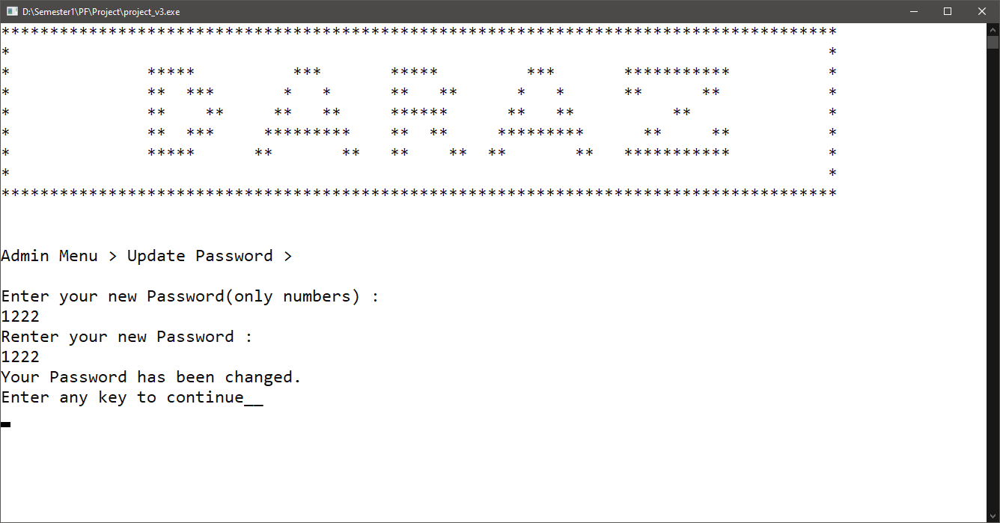 D:\Semester1\PF\Project\project_v3.exe
DARAZ
Admin Menu > Update Password >
Enter your new Password(only numbers) :
1222
Renter your new Password :
1222
Your Password has been changed.
Enter any key to continue__